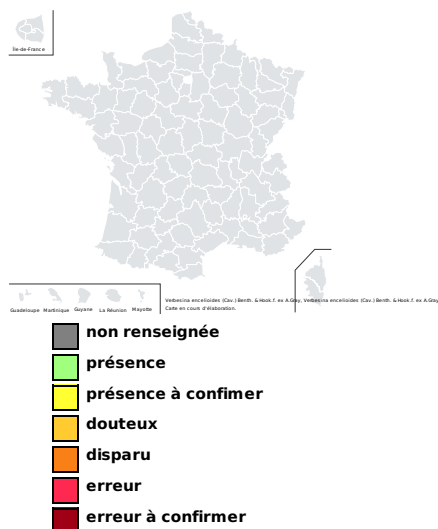 Île-de-France
Verbesina encelioides (Cav.) Benth. & Hook.f. ex A.Gray, Verbesina encelioides (Cav.) Benth. & Hook.f. ex A.Gray
Carte en cours d'élaboration.
Guadeloupe Martinique Guyane La Réunion Mayotte
non renseignée
présence
présence à confimer
douteux
disparu
erreur
erreur à confirmer